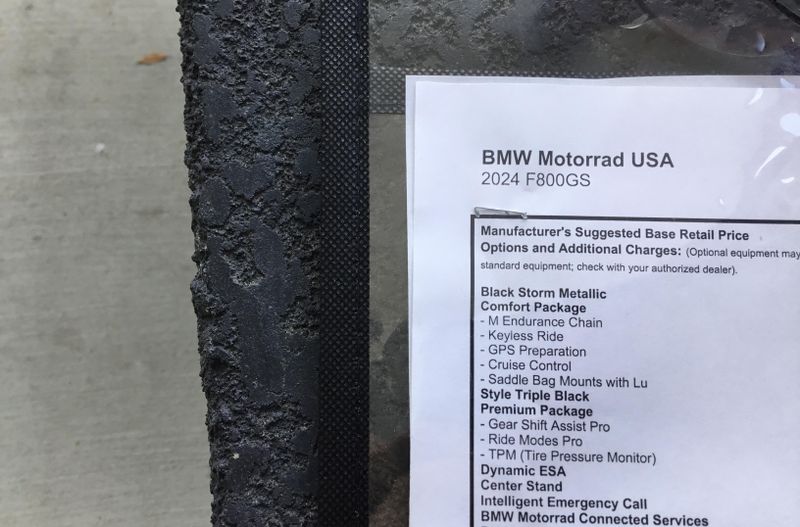 BMW Motorrad USA
2024 F800GS
Manufacturer's Suggested Base Retail Price
Options and Additional Charges: (Optional equipment may
standard equipment; check with your authorized dealer).
Black Storm Metallic
Comfort Package
- M Endurance Chain
- Keyless Ride
- GPS Preparation
- Cruise Control
- Saddle Bag Mounts with Lu
Style Triple Black
Premium Package
- Gear Shift Assist Pro
- Ride Modes Pro
- TPM (Tire Pressure Monitor)
Dynamic ESA
Center Stand
Intelligent Emergency Call
BMW Motorrad Connected Services